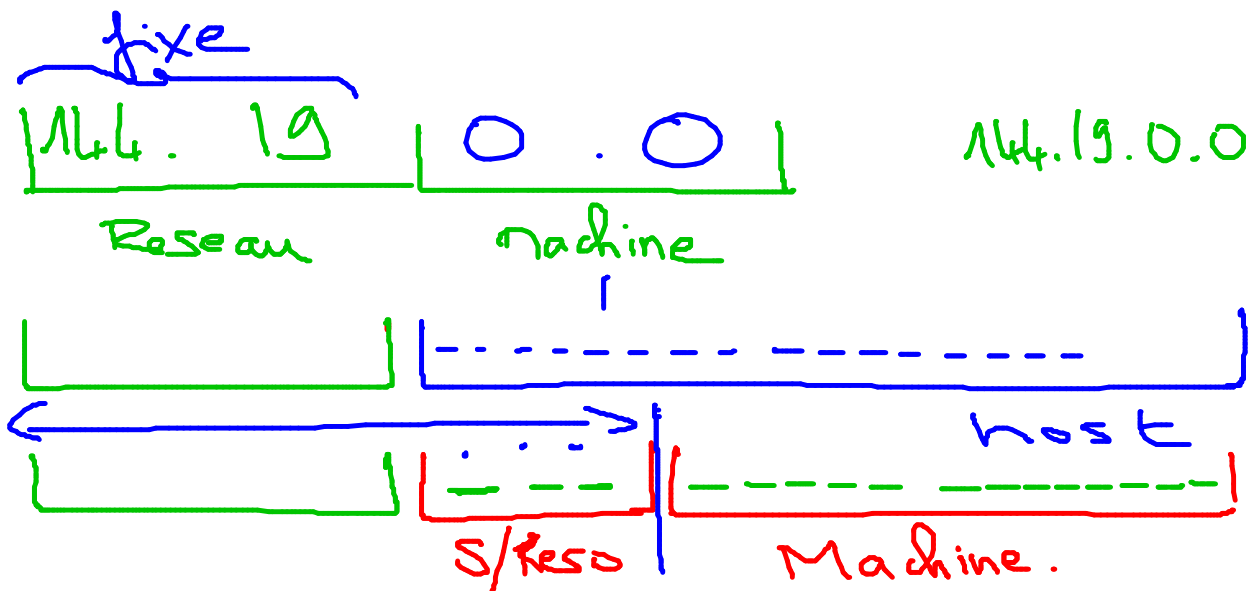 fixe
144. 19 0 . 0 144.19.0.0
Reseau machine
host
S/Reso Machine.